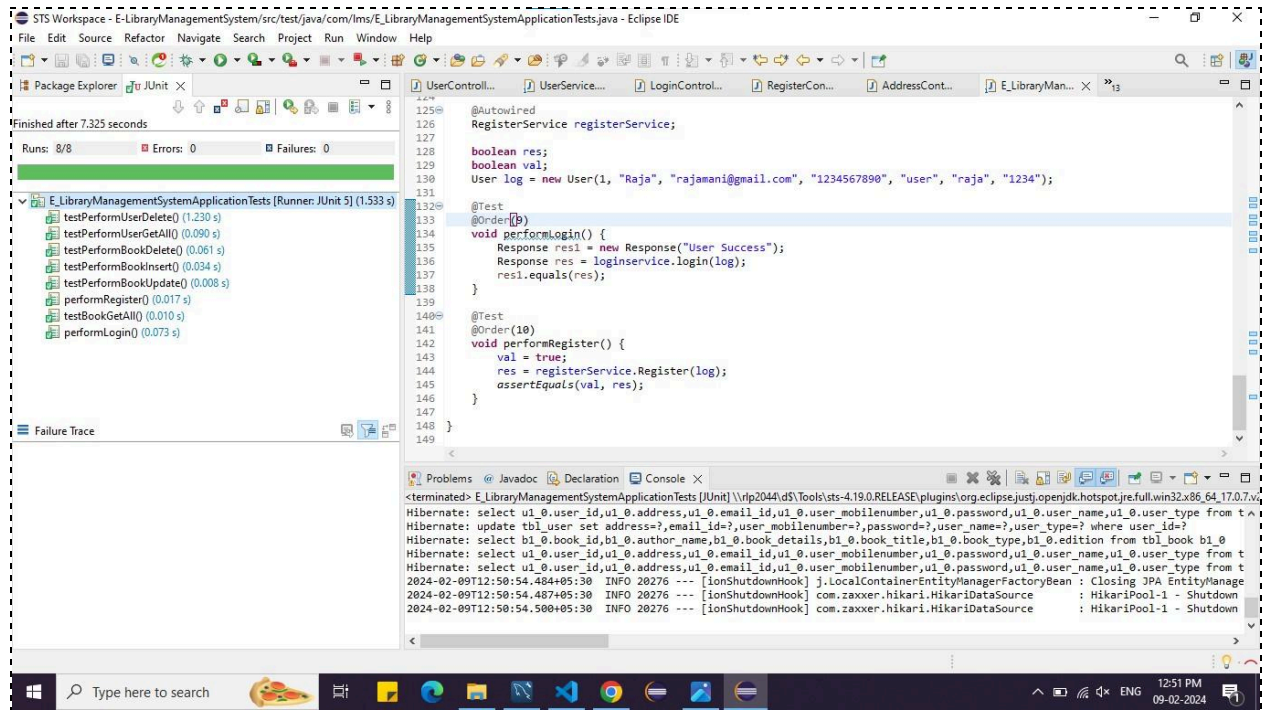 STS Workspace - E-LibraryManagementSystem/src/test/java/com/lms/E_LibraryManagementSystemApplicationTests.java - Eclipse IDE
File Edit Source Refactor Navigate Search Project Run Window Help
Package Explorer JUnit
Finished after 7.325 seconds
Runs: 8/8 Errors: 0 Failures: 0
E_LibraryManagementSystemApplicationTests [Runner: JUnit 5] (1.533 s)
testPerformUserDelete() (1.230 s)
testPerformUserGetAll() (0.090 s)
testPerformBookDelete() (0.061 s)
testPerformBookInsert() (0.034 s)
testPerformBookUpdate() (0.008 s)
performRegister() (0.017 s)
testBookGetAll() (0.010 s)
performLogin() (0.073 s)
Failure Trace
UserControll... UserService.... LoginControl... RegisterCon... AddressCont... E_LibraryMan... 13
124
125 @Autowired
126 RegisterService registerService;
127
128 boolean res;
129 boolean val;
130 User log = new User(1, "Raja", "rajamani@gmail.com", "1234567890", "user", "raja", "1234");
131
132 @Test
133 @Order(9)
134 void performLogin() {
135 Response res1 = new Response("User Success");
136 Response res = loginservice.login(log);
137 res1.equals(res);
138 }
139
140 @Test
141 @Order(10)
142 void performRegister() {
143 val = true;
144 res = registerService.Register(log);
145 assertEquals(val, res);
146 }
147
148 }
149
Problems Javadoc Declaration Console
<terminated> E_LibraryManagementSystemApplicationTests [JUnit] \\rlp2044\d$\Tools\sts-4.19.0.RELEASE\plugins\org.eclipse.justj.openjdk.hotspot.jre.full.win32.x86_64_17.0.7.v2
Hibernate: select u1_0.user_id,u1_0.address,u1_0.email_id,u1_0.user_mobilenumber,u1_0.password,u1_0.user_name,u1_0.user_type from t
Hibernate: update tbl_user set address=?,email_id=?,user_mobilenumber=?,password=?,user_name=?,user_type=? where user_id=?
Hibernate: select b1_0.book_id,b1_0.author_name,b1_0.book_details,b1_0.book_title,b1_0.book_type,b1_0.edition from tbl_book b1_0
Hibernate: select u1_0.user_id,u1_0.address,u1_0.email_id,u1_0.user_mobilenumber,u1_0.password,u1_0.user_name,u1_0.user_type from t
Hibernate: select u1_0.user_id,u1_0.address,u1_0.email_id,u1_0.user_mobilenumber,u1_0.password,u1_0.user_name,u1_0.user_type from t
2024-02-09T12:50:54.484+05:30 INFO 20276 --- [ionShutdownHook] j.LocalContainerEntityManagerFactoryBean : Closing JPA EntityManage
2024-02-09T12:50:54.487+05:30 INFO 20276 --- [ionShutdownHook] com.zaxxer.hikari.HikariDataSource : HikariPool-1 - Shutdown
2024-02-09T12:50:54.500+05:30 INFO 20276 --- [ionShutdownHook] com.zaxxer.hikari.HikariDataSource : HikariPool-1 - Shutdown
Type here to search
ENG
12:51 PM
09-02-2024
1